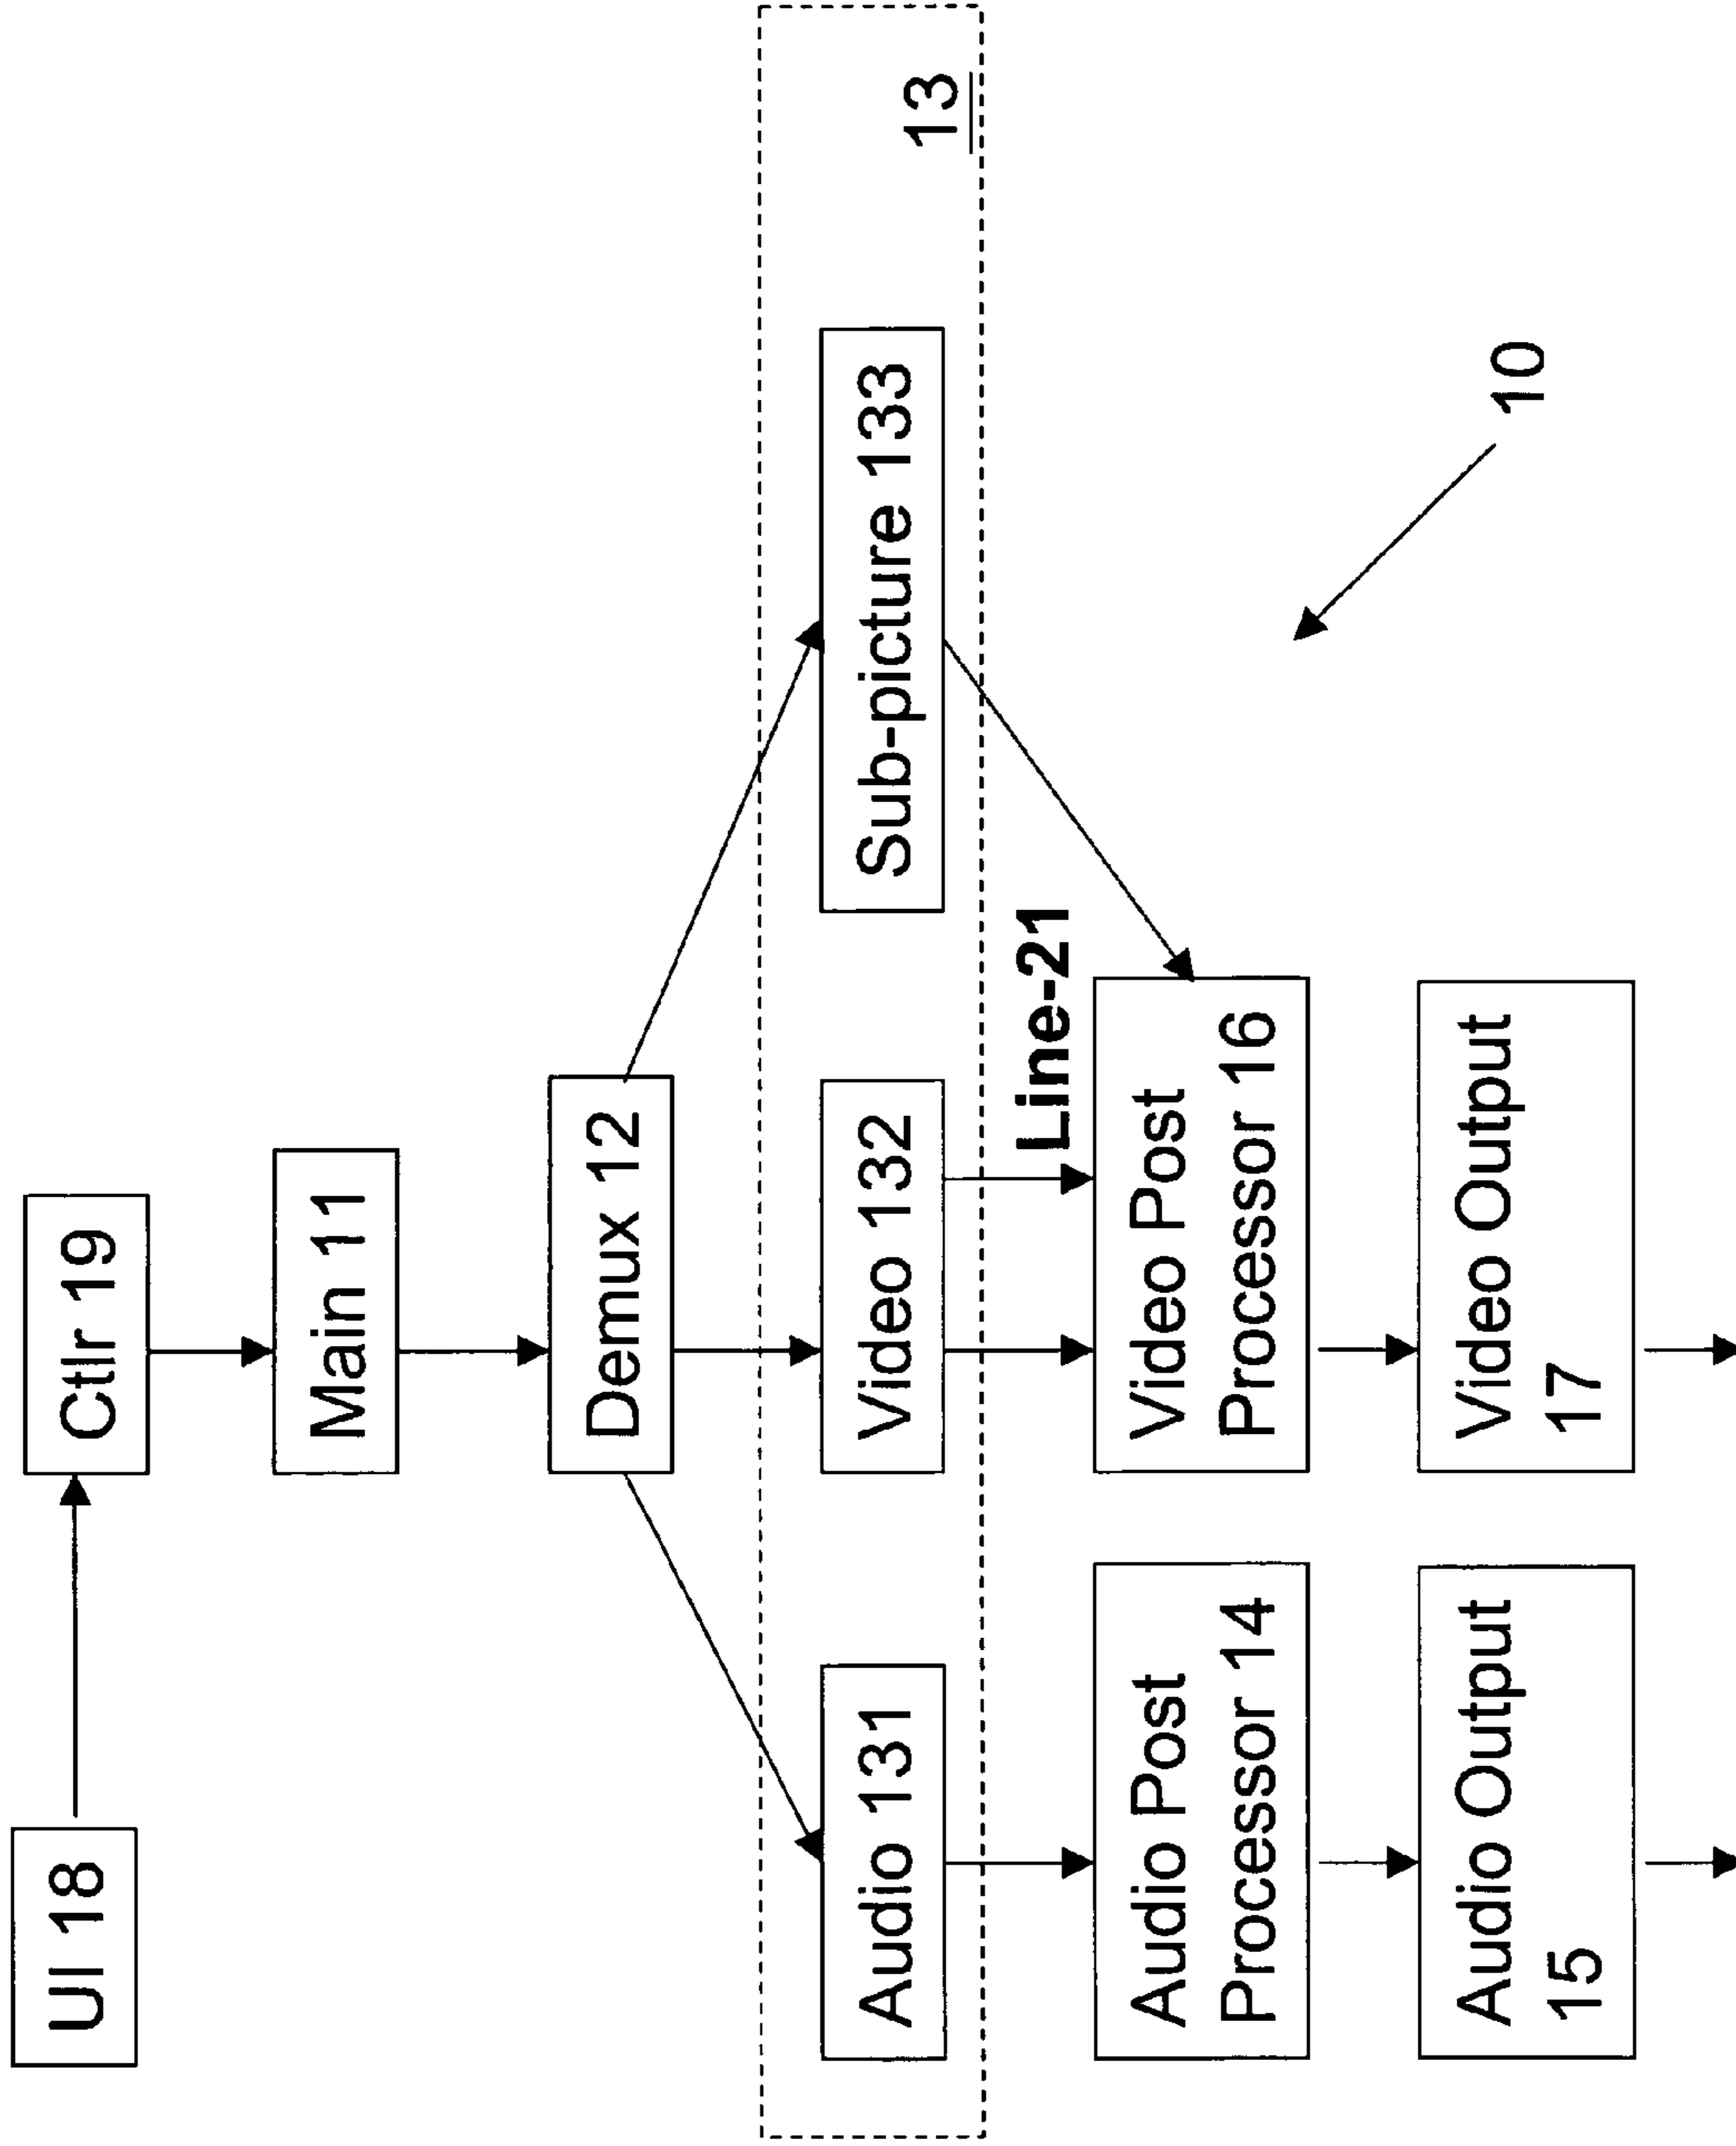 UI 18
Ctlr 19
Main 11
Demux 12
Audio 131
Video 132
Sub-picture 133
13
Line-21
Audio Post
Processor 14
Video Post
Processor 16
10
Audio Output
15
Video Output
17